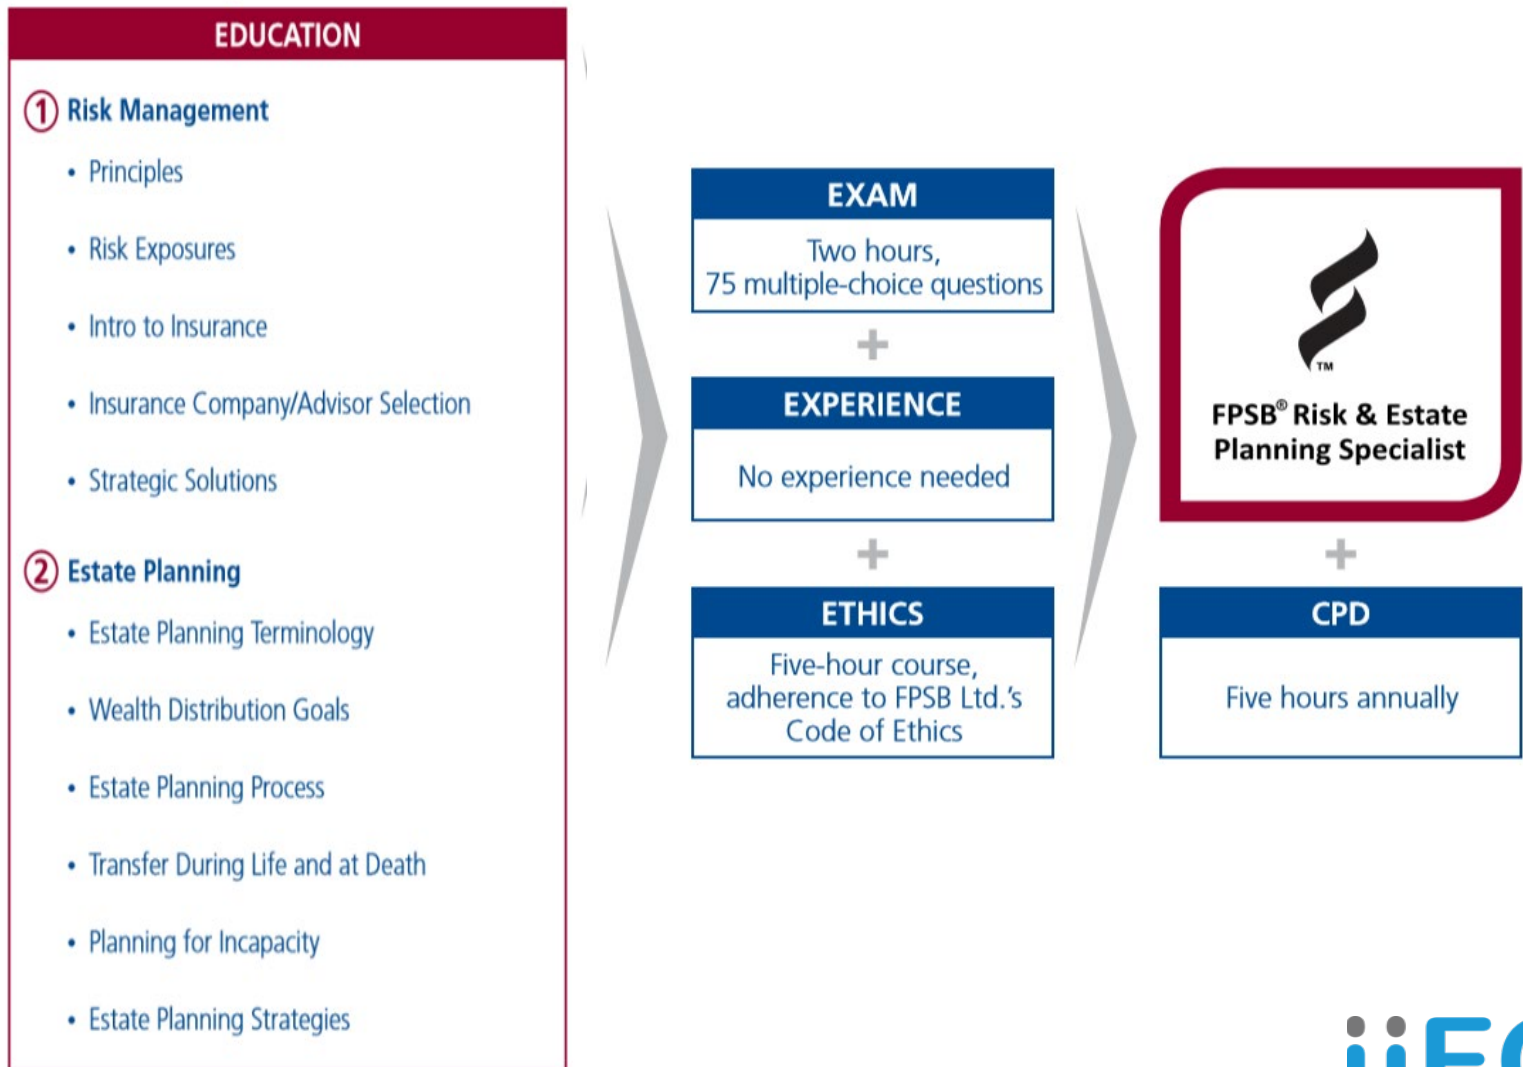 EDUCATION
1 Risk Management
• Principles
• Risk Exposures
• Intro to Insurance
• Insurance Company/Advisor Selection
• Strategic Solutions
2 Estate Planning
• Estate Planning Terminology
• Wealth Distribution Goals
• Estate Planning Process
• Transfer During Life and at Death
• Planning for Incapacity
• Estate Planning Strategies
EXAM
Two hours,
75 multiple-choice questions
+
EXPERIENCE
No experience needed
+
ETHICS
Five-hour course,
adherence to FPSB Ltd.'s
Code of Ethics
TM
FPSB® Risk & Estate
Planning Specialist
+
CPD
Five hours annually